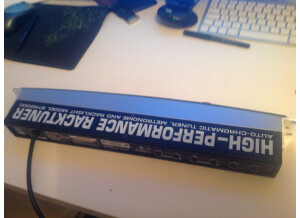 HIGH-PERFORMANCE RACKTUNER
AUTO-CHROMATIC TUNER, METRONOME AND RACKLIGHT MODEL BTR2000